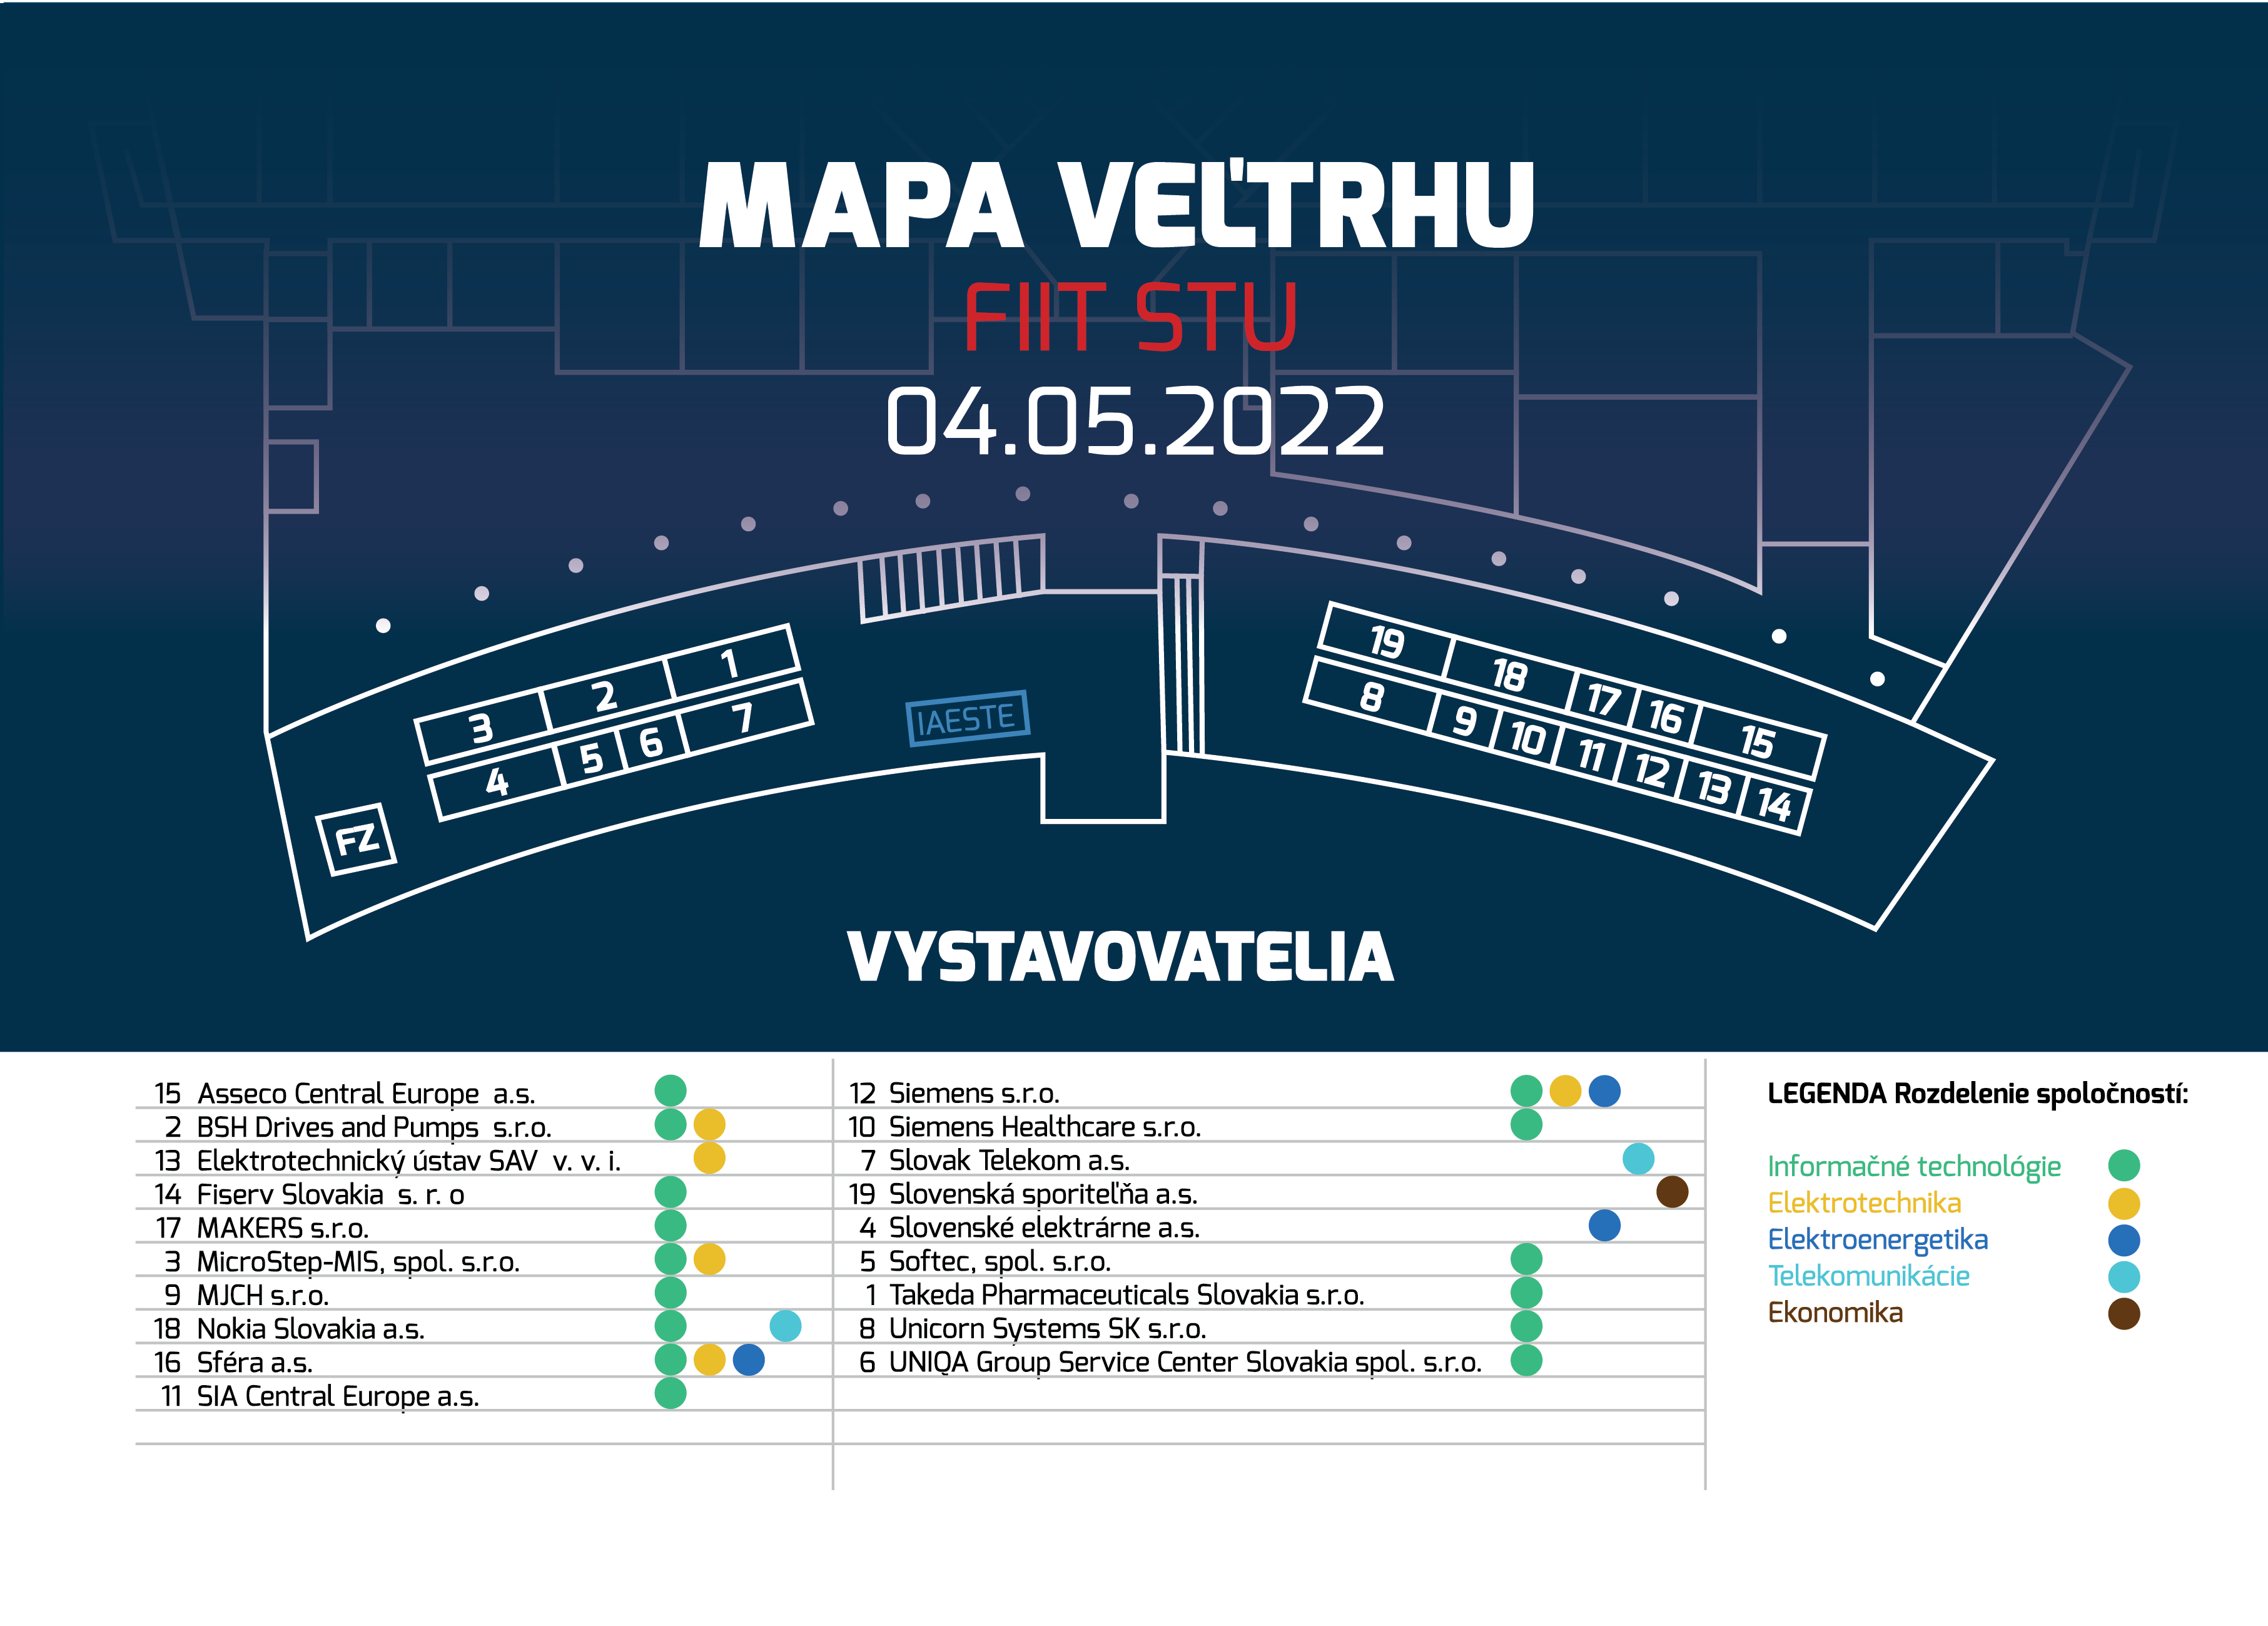 MAPA VEĽTRHU
FIIT STU
04.05.2022
19
18
17
16
15
8
9
10
11
12
13
14
1
2
3
7
6
5
4
IAESTE
FZ
VYSTAVOVATELIA
15 Asseco Central Europe a.s.
2 BSH Drives and Pumps s.r.o.
13 Elektrotechnický ústav SAV v. v. i.
14 Fiserv Slovakia s. r. o
17 MAKERS s.r.o.
3 MicroStep-MIS, spol. s.r.o.
9 MJCH s.r.o.
18 Nokia Slovakia a.s.
16 Sféra a.s.
11 SIA Central Europe a.s.
12 Siemens s.r.o.
10 Siemens Healthcare s.r.o.
7 Slovak Telekom a.s.
19 Slovenská sporiteľňa a.s.
4 Slovenské elektrárne a.s.
5 Softec, spol. s.r.o.
1 Takeda Pharmaceuticals Slovakia s.r.o.
8 Unicorn Systems SK s.r.o.
6 UNIQA Group Service Center Slovakia spol. s.r.o.
LEGENDA Rozdelenie spoločností:
Informačné technológie
Elektrotechnika
Elektroenergetika
Telekomunikácie
Ekonomika